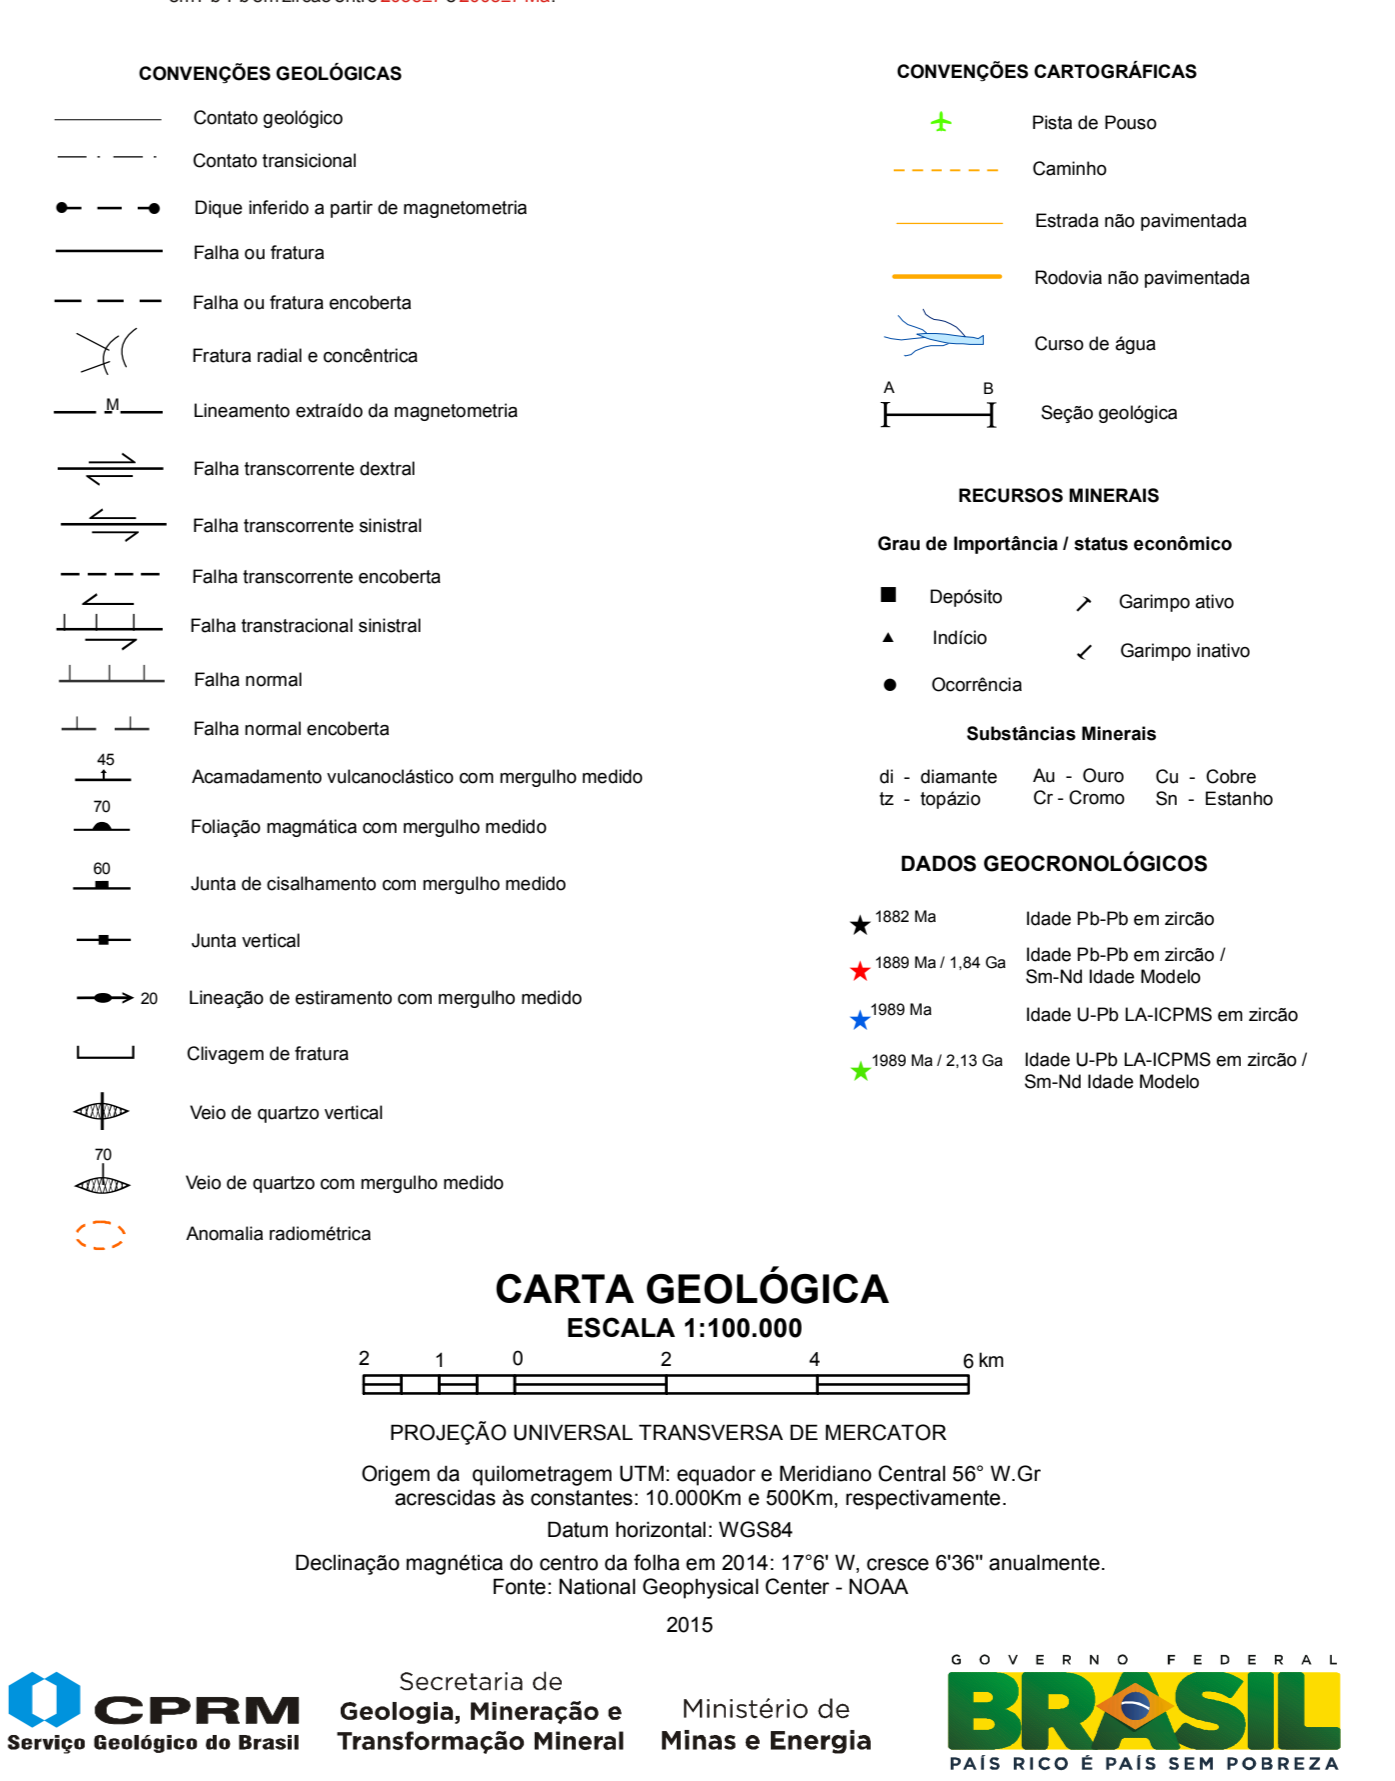 CONVENÇÕES GEOLÓGICAS
Contato geológico
Contato transicional
Dique inferido a partir de magnetometria
Falha ou fratura
Falha ou fratura encoberta
Fratura radial e concêntrica
M
Lineamento extraído da magnetometria
Falha transcorrente dextral
Falha transcorrente sinistral
Falha transcorrente encoberta
Falha transtracional sinistral
Falha normal
Falha normal encoberta
45
Acamadamento vulcanoclástico com mergulho medido
70
Foliação magmática com mergulho medido
60
Junta de cisalhamento com mergulho medido
Junta vertical
20
Lineação de estiramento com mergulho medido
Clivagem de fratura
Veio de quartzo vertical
70
Veio de quartzo com mergulho medido
Anomalia radiométrica
CONVENÇÕES CARTOGRÁFICAS
Pista de Pouso
Caminho
Estrada não pavimentada
Rodovia não pavimentada
Curso de água
A B
Seção geológica
RECURSOS MINERAIS
Grau de Importância / status econômico
Depósito
Garimpo ativo
Indício
Garimpo inativo
Ocorrência
Substâncias Minerais
di - diamante Au - Ouro Cu - Cobre
tz - topázio Cr - Cromo Sn - Estanho
DADOS GEOCRONOLÓGICOS
1882 Ma Idade Pb-Pb em zircão
1889 Ma / 1,84 Ga Idade Pb-Pb em zircão /
Sm-Nd Idade Modelo
1989 Ma Idade U-Pb LA-ICPMS em zircão
1989 Ma / 2,13 Ga Idade U-Pb LA-ICPMS em zircão /
Sm-Nd Idade Modelo
CARTA GEOLÓGICA
ESCALA 1:100.000
2 1 0 2 4 6 km
PROJEÇÃO UNIVERSAL TRANSVERSA DE MERCATOR
Origem da quilometragem UTM: equador e Meridiano Central 56° W.Gr
acrescidas às constantes: 10.000Km e 500Km, respectivamente.
Datum horizontal: WGS84
Declinação magnética do centro da folha em 2014: 17°6' W, cresce 6'36" anualmente.
Fonte: National Geophysical Center - NOAA
2015
CPRM
Serviço Geológico do Brasil
Secretaria de
Geologia, Mineração e
Transformação Mineral
Ministério de
Minas e Energia
GOVERNO FEDERAL
BRASIL
PAÍS RICO É PAÍS SEM POBREZA